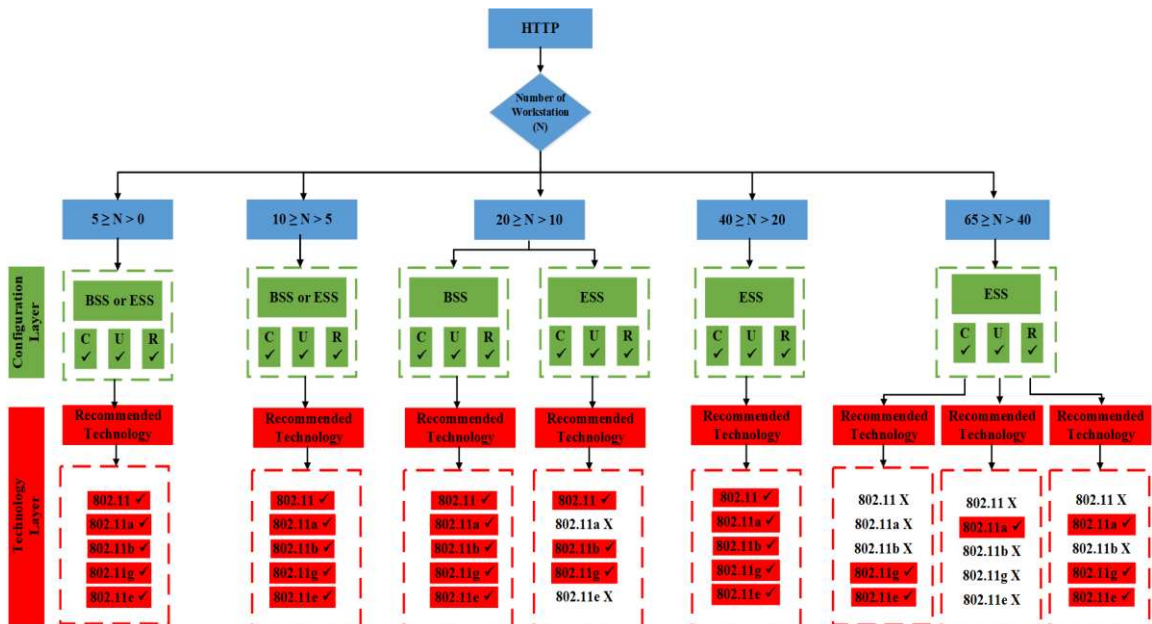 HTTP
Number of
Workstation
(N)
5 ≥ N > 0
10 ≥ N > 5
20 ≥ N > 10
40 ≥ N > 20
65 ≥ N > 40
Configuration
Layer
BSS or ESS
C U R
✓ ✓ ✓
BSS or ESS
C U R
✓ ✓ ✓
BSS
C U R
✓ ✓ ✓
ESS
C U R
✓ ✓ ✓
ESS
C U R
✓ ✓ ✓
ESS
C U R
✓ ✓ ✓
Technology
Layer
Recommended
Technology
802.11 ✓
802.11a ✓
802.11b ✓
802.11g ✓
802.11e ✓
Recommended
Technology
802.11 ✓
802.11a ✓
802.11b ✓
802.11g ✓
802.11e ✓
Recommended
Technology
802.11 ✓
802.11a ✓
802.11b ✓
802.11g ✓
802.11e ✓
Recommended
Technology
802.11 ✓
802.11a X
802.11b ✓
802.11g ✓
802.11e X
Recommended
Technology
802.11 ✓
802.11a ✓
802.11b ✓
802.11g ✓
802.11e ✓
Recommended
Technology
802.11 X
802.11a X
802.11b X
802.11g ✓
802.11e ✓
Recommended
Technology
802.11 X
802.11a ✓
802.11b X
802.11g X
802.11e X
Recommended
Technology
802.11 X
802.11a ✓
802.11b X
802.11g ✓
802.11e ✓